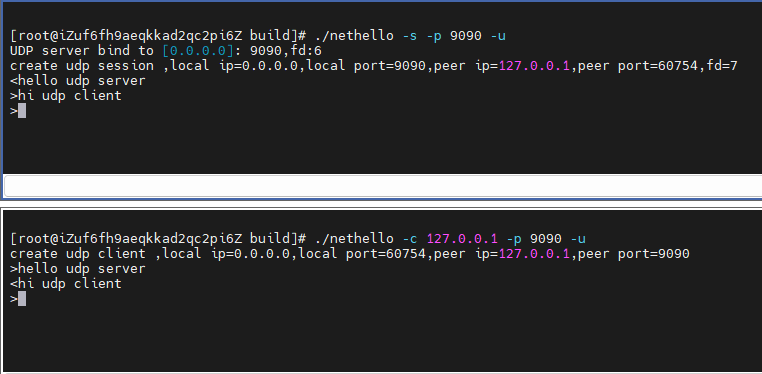 [root@iZuf6fh9aeqkkad2qc2pi6Z build]# ./nethello -s -p 9090 -u
UDP server bind to [0.0.0.0]: 9090,fd:6
create udp session ,local ip=0.0.0.0,local port=9090,peer ip=127.0.0.1,peer port=60754,fd=7
<hello udp server
>hi udp client
>
[root@iZuf6fh9aeqkkad2qc2pi6Z build]# ./nethello -c 127.0.0.1 -p 9090 -u
create udp client ,local ip=0.0.0.0,local port=60754,peer ip=127.0.0.1,peer port=9090
>hello udp server
<hi udp client
>